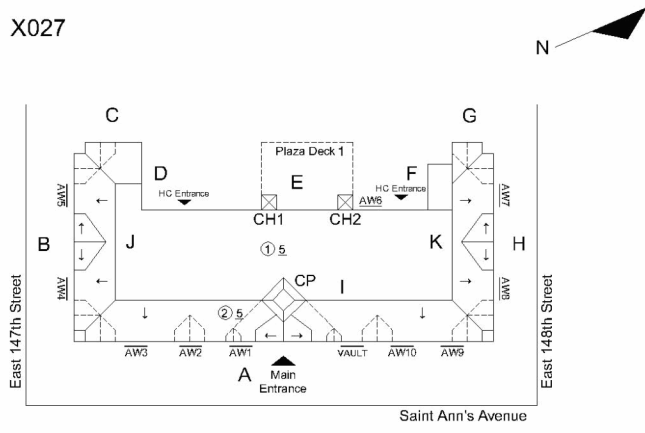 X027
N
C
G
Plaza Deck 1
D
E
F
HC Entrance
AW6
HC Entrance
AW5
AW7
CH1
CH2
B
J
① 5
K
H
AW4
CP
I
AW8
② 5
AW3
AW2
AW1
VAULT
AW10
AW9
A
Main
Entrance
East 147th Street
East 148th Street
Saint Ann's Avenue